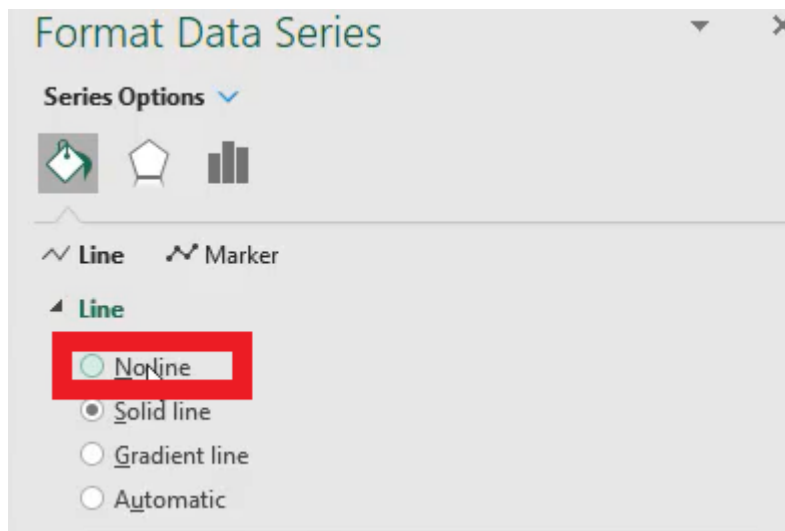 Format Data Series
Series Options
Line Marker
Line
No line
Solid line
Gradient line
Automatic